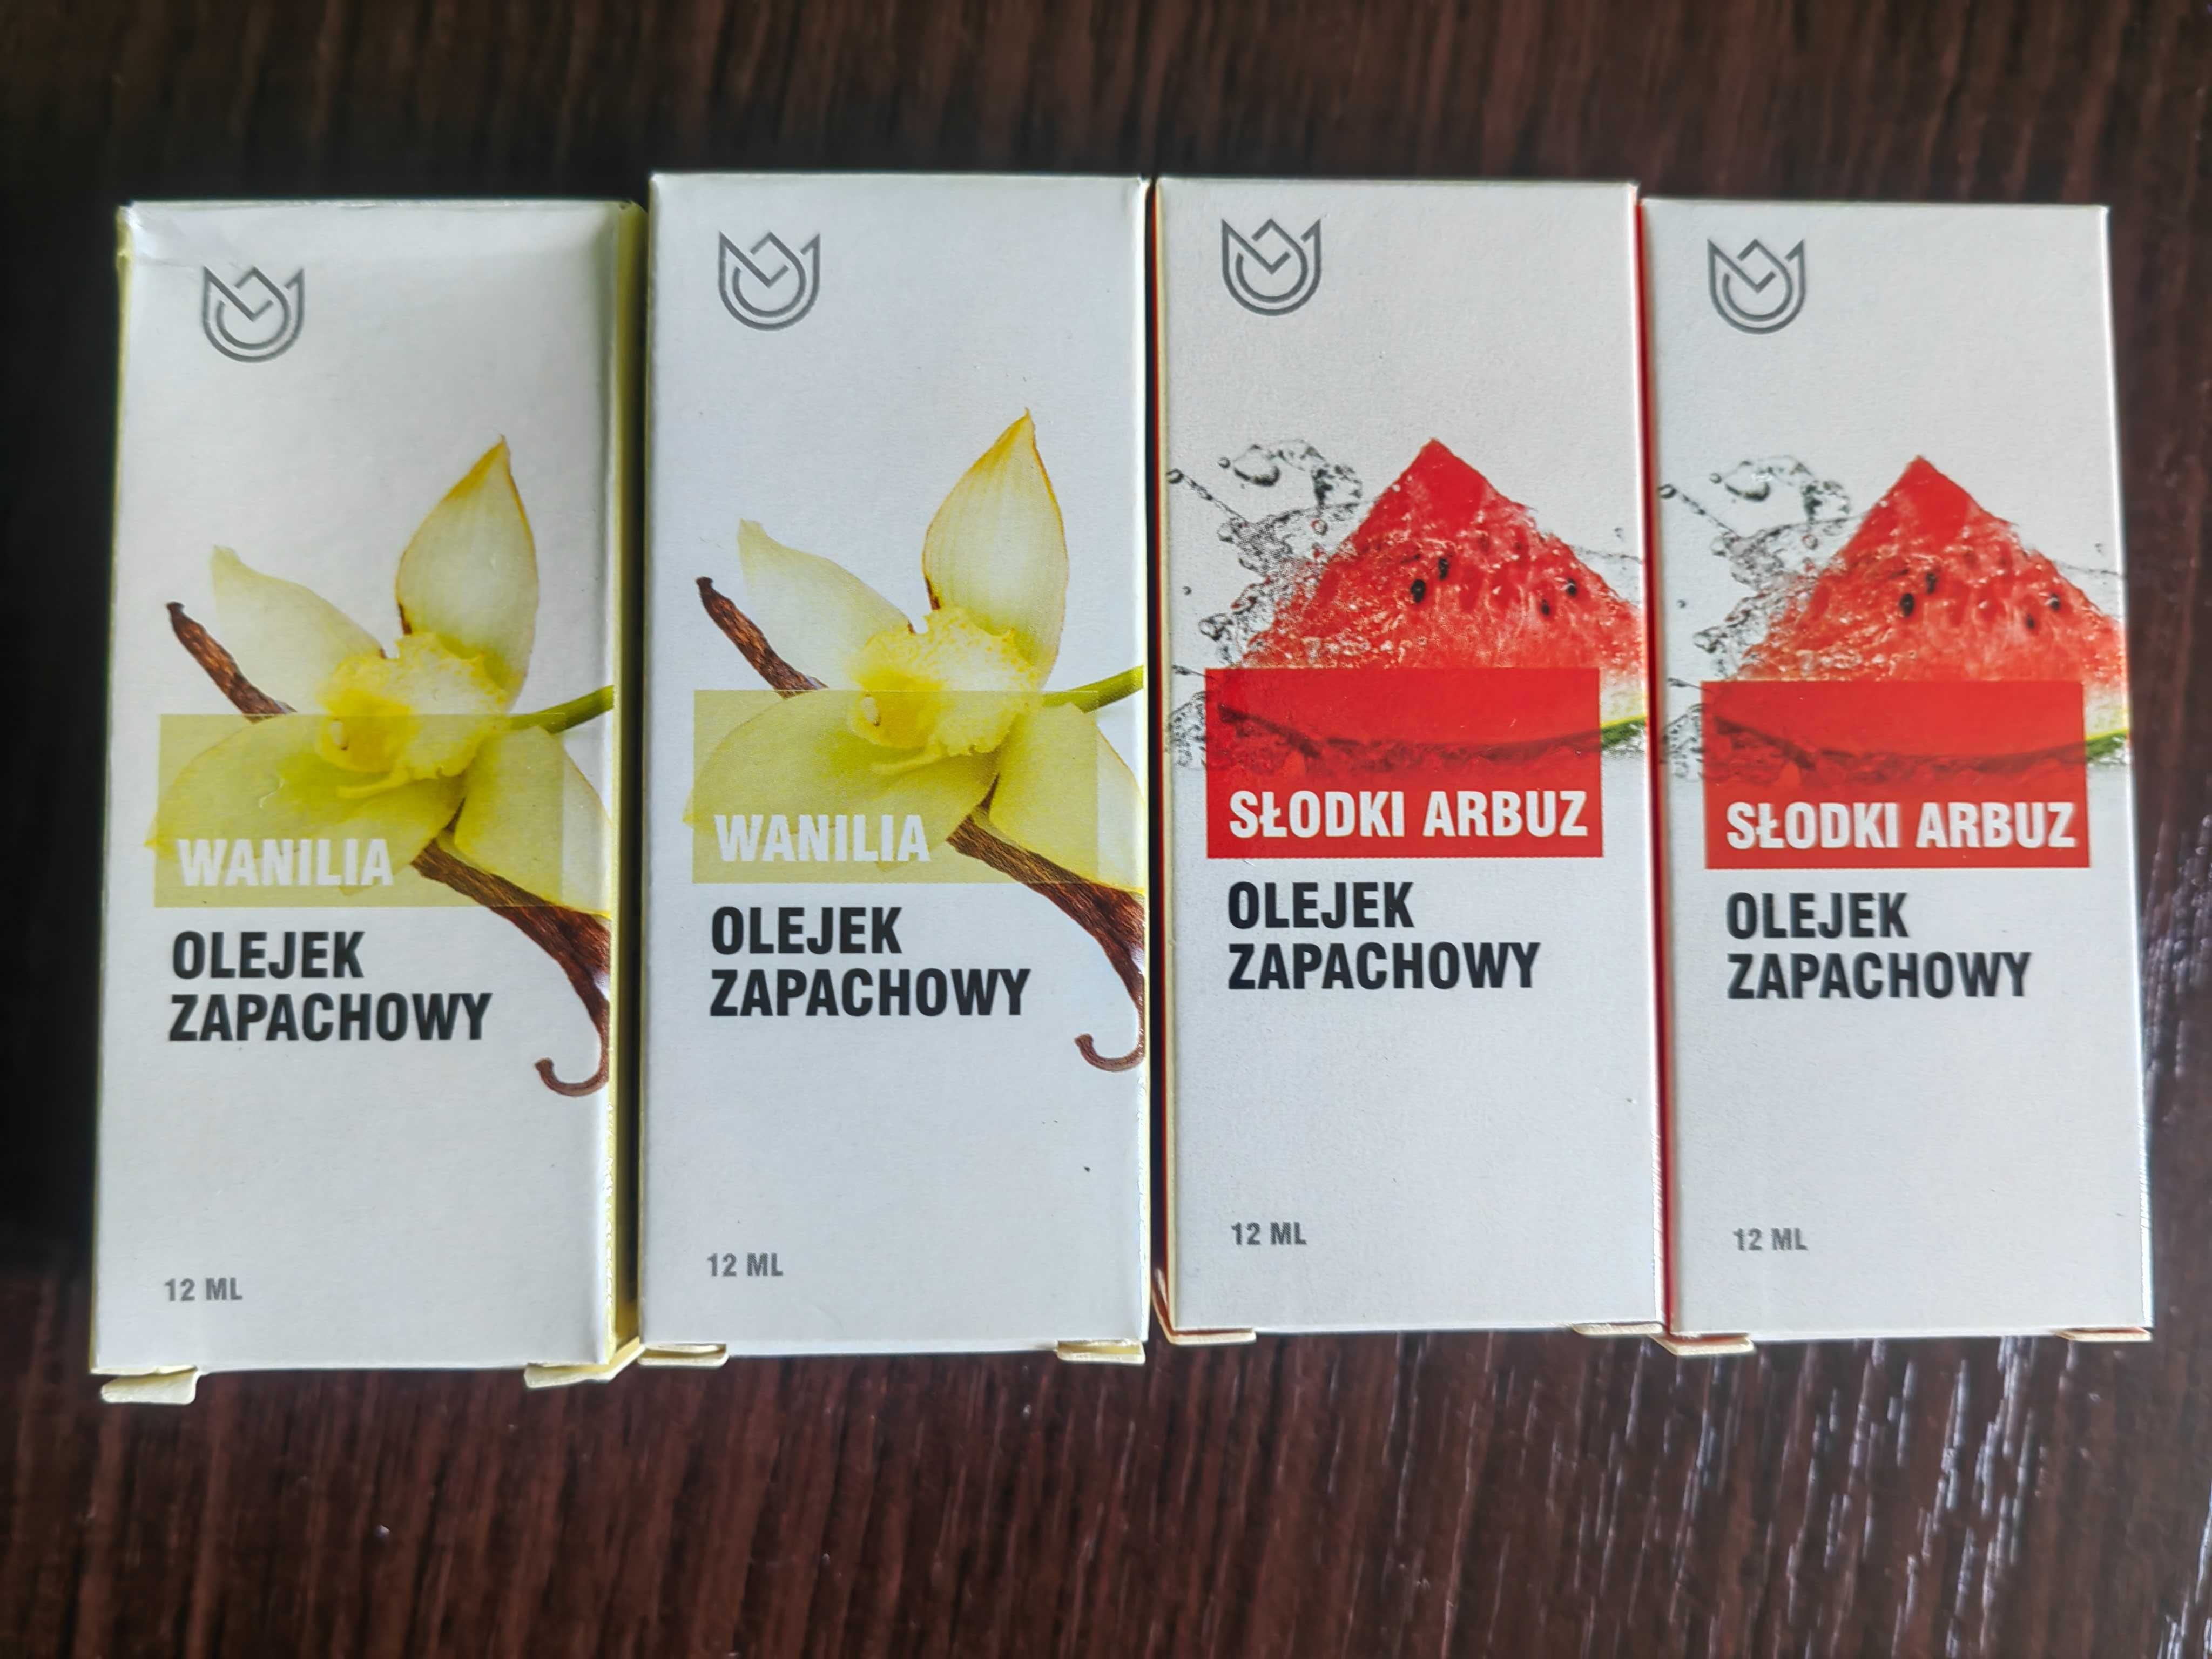 WANILIA
OLEJEK
ZAPACHOWY
12 ML
WANILIA
OLEJEK
ZAPACHOWY
12 ML
SŁODKI ARBUZ
OLEJEK
ZAPACHOWY
12 ML
SŁODKI ARBUZ
OLEJEK
ZAPACHOWY
12 ML